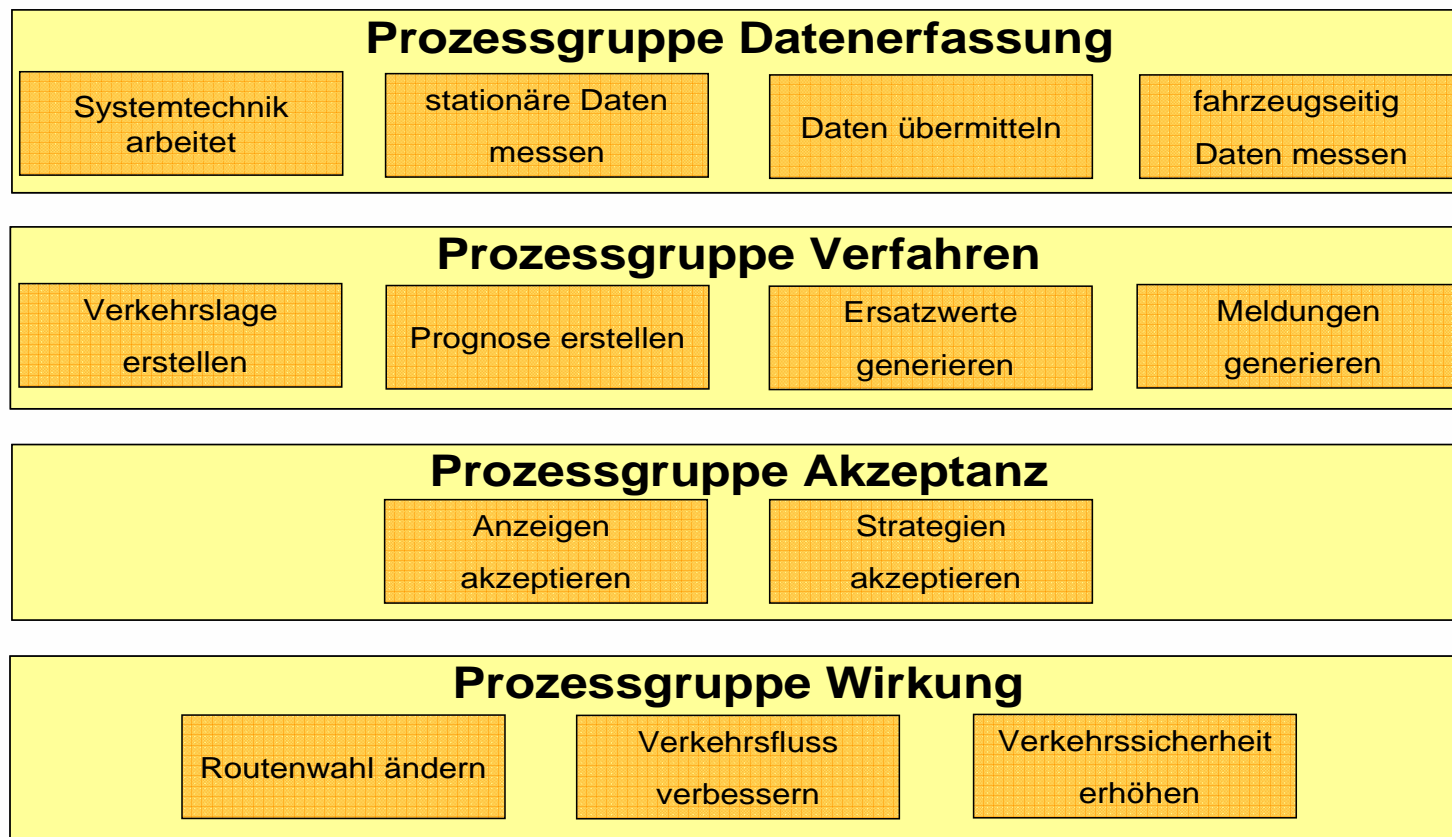 Prozessgruppe Datenerfassung
Systemtechnik
arbeitet
stationäre Daten
messen
Daten übermitteln
fahrzeugseitig
Daten messen
Prozessgruppe Verfahren
Verkehrslage
erstellen
Prognose erstellen
Ersatzwerte
generieren
Meldungen
generieren
Prozessgruppe Akzeptanz
Anzeigen
akzeptieren
Strategien
akzeptieren
Prozessgruppe Wirkung
Routenwahl ändern
Verkehrsfluss
verbessern
Verkehrssicherheit
erhöhen